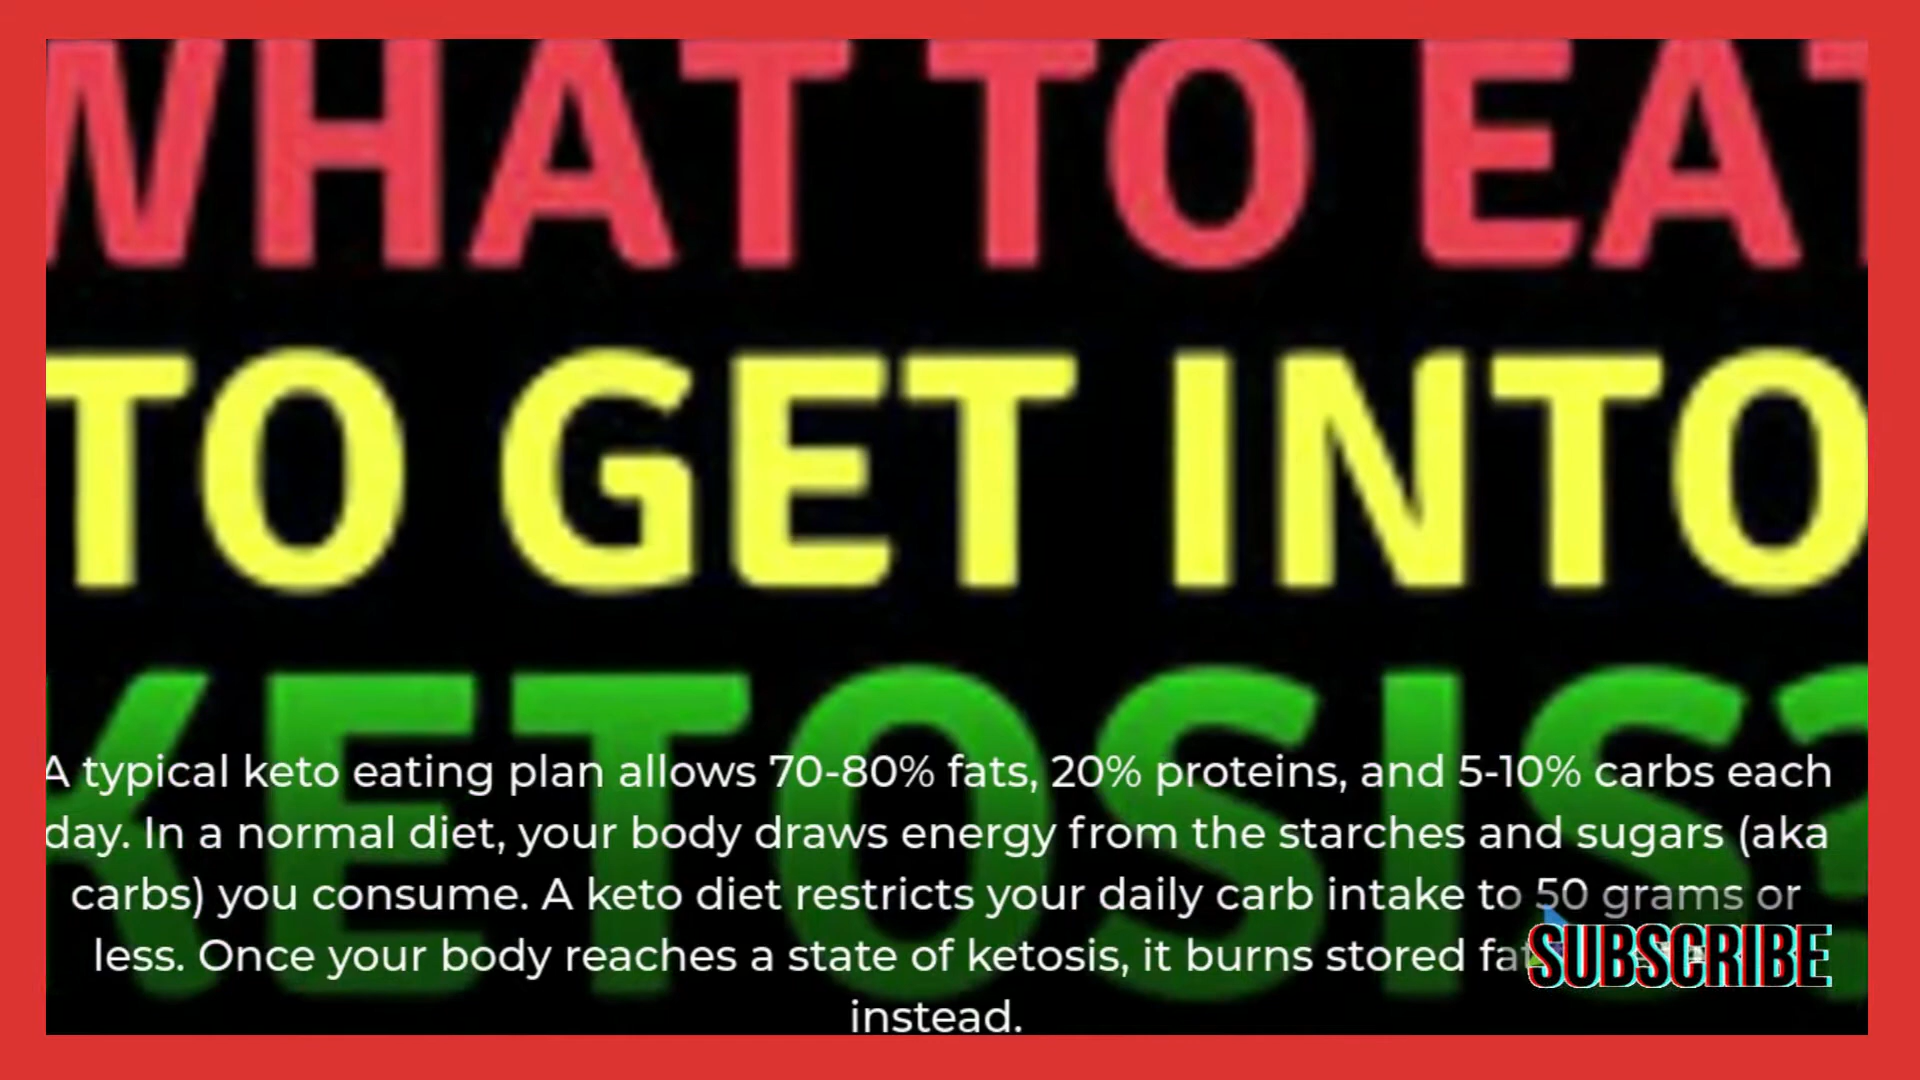 WHAT TO EAT
TO GET INTO
KETOSIS?
A typical keto eating plan allows 70-80% fats, 20% proteins, and 5-10% carbs each
day. In a normal diet, your body draws energy from the starches and sugars (aka
carbs) you consume. A keto diet restricts your daily carb intake to 50 grams or
less. Once your body reaches a state of ketosis, it burns stored fat
SUBSCRIBE
instead.